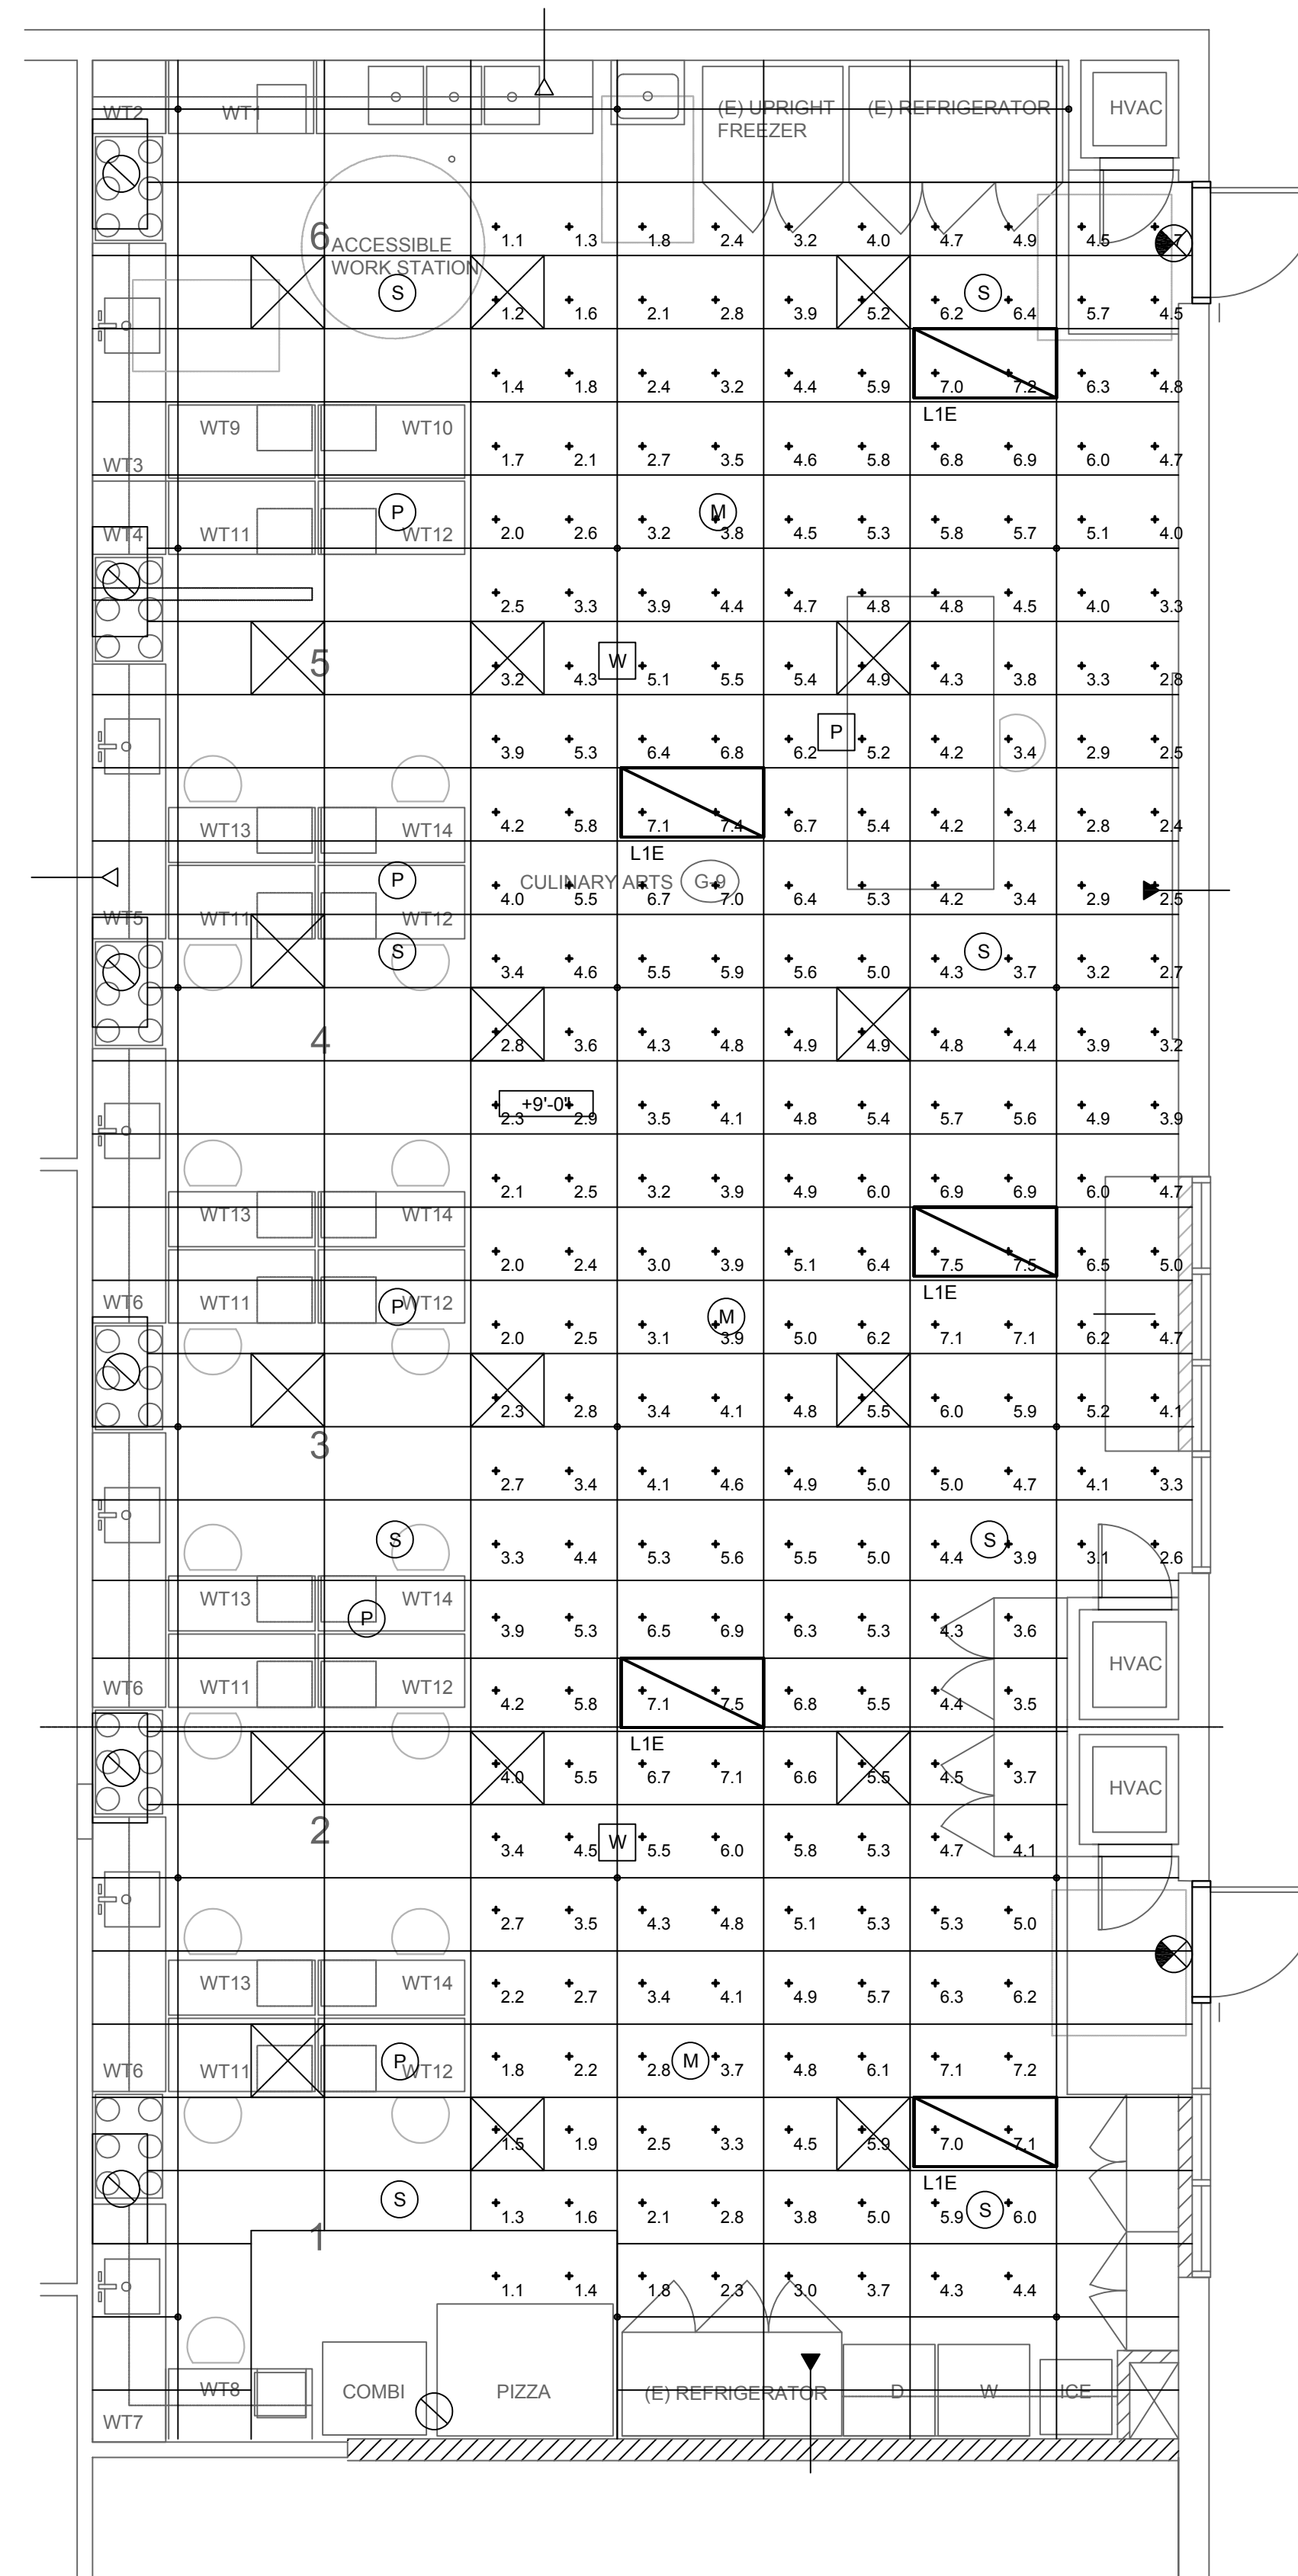 WT2
WT1
(E) UPRIGHT
FREEZER
(E) REFRIGERATOR
HVAC
6
ACCESSIBLE
WORK STATION
1.1 1.3 1.8 2.4 3.2 4.0 4.7 4.9 4.5
S
S
1.2 1.6 2.1 2.8 3.9 5.2 6.2 6.4 5.7 4.5
1.4 1.8 2.4 3.2 4.4 5.9 7.0 7.2 6.3 4.8
L1E
WT9 WT10
WT3
1.7 2.1 2.7 3.5 4.6 5.8 6.8 6.9 6.0 4.7
P
M
WT4 WT11 WT12
2.0 2.6 3.2 3.8 4.5 5.3 5.8 5.7 5.1 4.0
2.5 3.3 3.9 4.4 4.7 4.8 4.8 4.5 4.0 3.3
5
W
3.2 4.3 5.1 5.5 5.4 4.9 4.3 3.8 3.3 2.8
P
3.9 5.3 6.4 6.8 6.2 5.2 4.2 3.4 2.9 2.5
WT13 WT14
4.2 5.8 7.1 7.4 6.7 5.4 4.2 3.4 2.8 2.4
L1E
P
CULINARY ARTS G-9
4.0 5.5 6.7 7.0 6.4 5.3 4.2 3.4 2.9 2.5
WT5 WT11 WT12
S
S
3.4 4.6 5.5 5.9 5.6 5.0 4.3 3.7 3.2 2.7
4
2.8 3.6 4.3 4.8 4.9 4.9 4.8 4.4 3.9 3.2
+9'-0"
2.3 2.9 3.5 4.1 4.8 5.4 5.7 5.6 4.9 3.9
2.1 2.5 3.2 3.9 4.9 6.0 6.9 6.9 6.0 4.7
WT13 WT14
2.0 2.4 3.0 3.9 5.1 6.4 7.5 7.5 6.5 5.0
L1E
WT6 WT11 P WT12
M
2.0 2.5 3.1 3.9 5.0 6.2 7.1 7.1 6.2 4.7
2.3 2.8 3.4 4.1 4.8 5.5 6.0 5.9 5.2 4.1
3
2.7 3.4 4.1 4.6 4.9 5.0 5.0 4.7 4.1 3.3
S
S
3.3 4.4 5.3 5.6 5.5 5.0 4.4 3.9 3.1 2.6
WT13 WT14
P
3.9 5.3 6.5 6.9 6.3 5.3 4.3 3.6
HVAC
WT6 WT11 WT12
4.2 5.8 7.1 7.5 6.8 5.5 4.4 3.5
L1E
4.0 5.5 6.7 7.1 6.6 5.5 4.5 3.7
HVAC
2
W
3.4 4.5 5.5 6.0 5.8 5.3 4.7 4.1
2.7 3.5 4.3 4.8 5.1 5.3 5.3 5.0
WT13 WT14
2.2 2.7 3.4 4.1 4.9 5.7 6.3 6.2
P
M
WT6 WT11 WT12
1.8 2.2 2.8 3.7 4.8 6.1 7.1 7.2
1.5 1.9 2.5 3.3 4.5 5.9 7.0 7.1
L1E
S
S
1.3 1.6 2.1 2.8 3.8 5.0 5.9 6.0
1
1.1 1.4 1.8 2.3 3.0 3.7 4.3 4.4
WT8
COMBI
PIZZA
(E) REFRIGERATOR
D
W
ICE
WT7